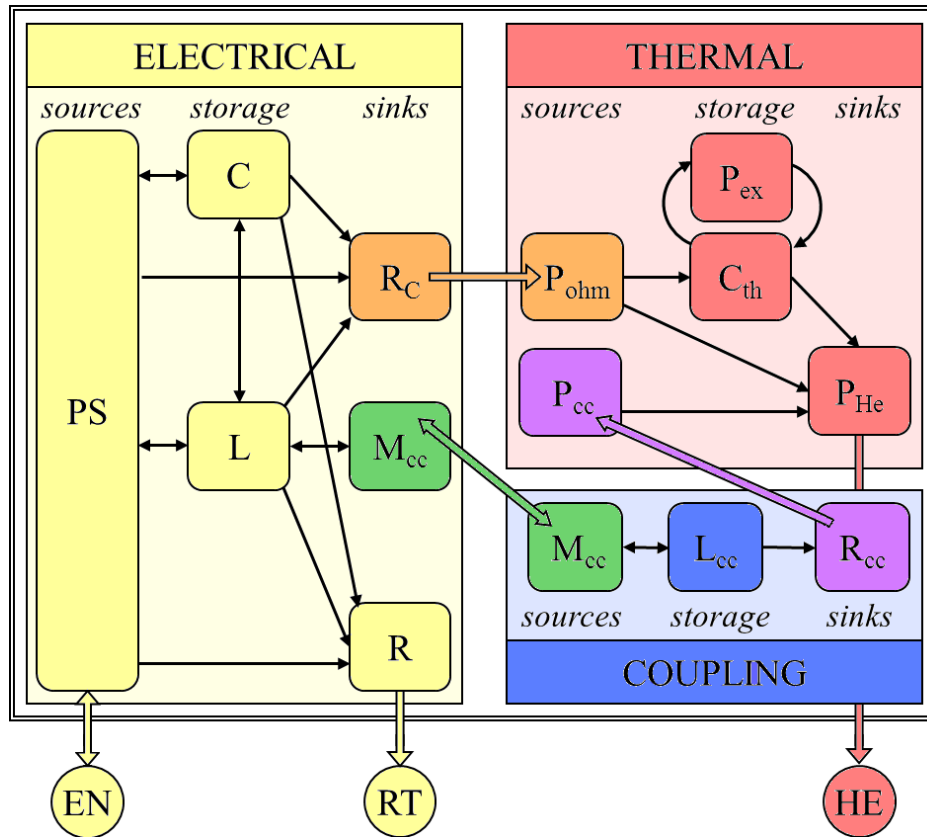 ELECTRICAL
sources storage sinks
PS
C
R_C
L
M_cc
R
THERMAL
sources storage sinks
P_ex
P_ohm
C_th
P_cc
P_He
M_cc
L_cc
R_cc
sources storage sinks
COUPLING
EN
RT
HE